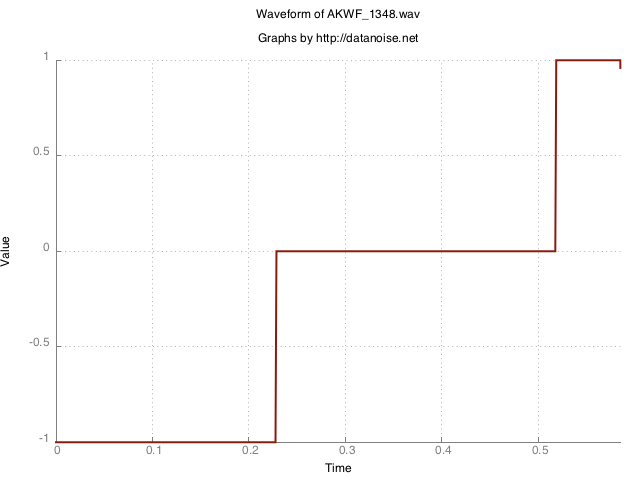 Waveform of AKWF_1348.wav
Graphs by http://datanoise.net
1
0.5
0
-0.5
-1
Value
0 0.1 0.2 0.3 0.4 0.5
Time